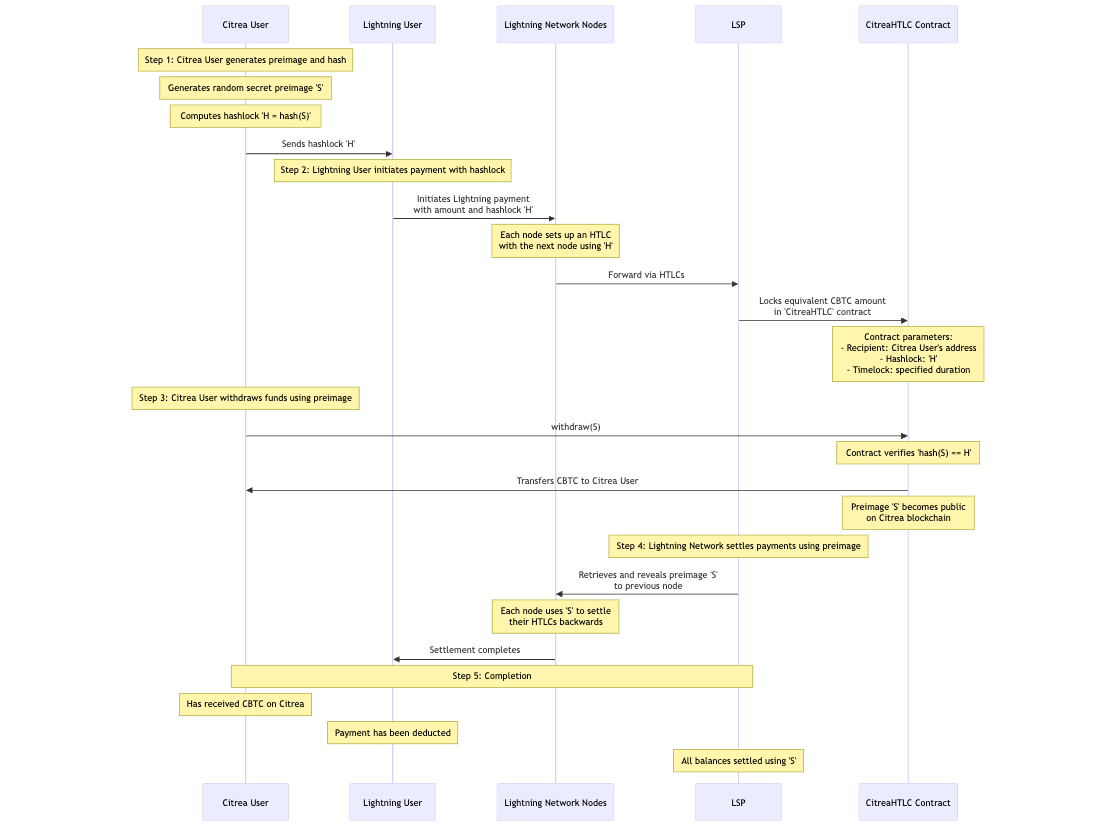 Citrea User
Lightning User
Lightning Network Nodes
LSP
CitreaHTLC Contract
Step 1: Citrea User generates preimage and hash
Generates random secret preimage 'S'
Computes hashlock 'H = hash(S)'
Sends hashlock 'H'
Step 2: Lightning User initiates payment with hashlock
Initiates Lightning payment
with amount and hashlock 'H'
Each node sets up an HTLC
with the next node using 'H'
Forward via HTLCs
Locks equivalent CBTC amount
in 'CitreaHTLC' contract
Contract parameters:
- Recipient: Citrea User's address
- Hashlock: 'H'
- Timelock: specified duration
Step 3: Citrea User withdraws funds using preimage
withdraw(S)
Contract verifies 'hash(S) == H'
Transfers CBTC to Citrea User
Preimage 'S' becomes public
on Citrea blockchain
Step 4: Lightning Network settles payments using preimage
Retrieves and reveals preimage 'S'
to previous node
Each node uses 'S' to settle
their HTLCs backwards
Settlement completes
Step 5: Completion
Has received CBTC on Citrea
Payment has been deducted
All balances settled using 'S'
Citrea User
Lightning User
Lightning Network Nodes
LSP
CitreaHTLC Contract